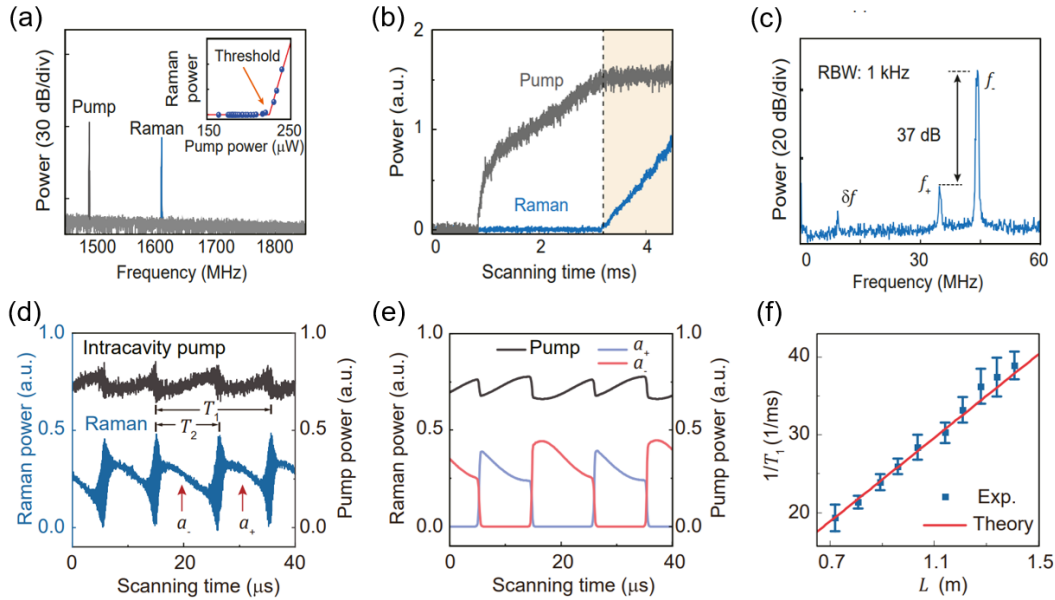 (a)
Power (30 dB/div)
Pump
Raman
Raman
power
Threshold
150
250
Pump power (μW)
1500
1600
1700
1800
Frequency (MHz)
(b)
Power (a.u.)
2
1
0
Pump
Raman
0
2
4
Scanning time (ms)
(c)
Power (20 dB/div)
RBW: 1 kHz
37 dB
f-
f+
δf
0
30
60
Frequency (MHz)
(d)
Raman power (a.u.)
1.0
0.5
0.0
Intracavity pump
T1
T2
Raman
a-
a+
1.0
0.5
0.0
Pump power (a.u.)
0
20
40
Scanning time (μs)
(e)
Raman power (a.u.)
1.0
0.5
0.0
Pump
a+
a-
1.0
0.5
0.0
Pump power (a.u.)
0
20
40
Scanning time (μs)
(f)
1/T1 (1/ms)
40
30
20
Exp.
Theory
0.7
1.1
1.5
L (m)